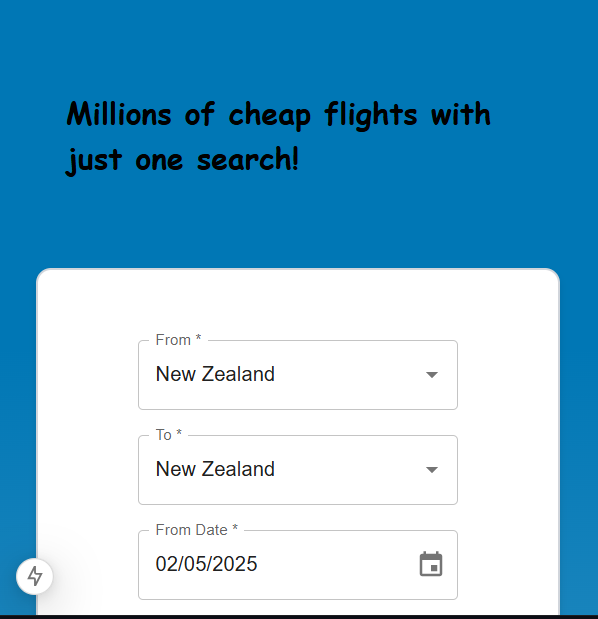 Millions of cheap flights with
just one search!
From *
New Zealand
To *
New Zealand
From Date *
02/05/2025